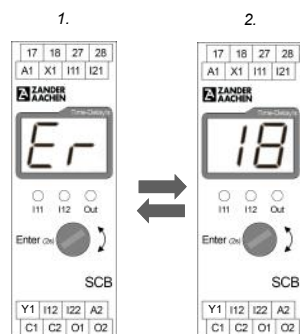 1.
17 18 27 28
A1 X1 I11 I21
ZANDER
AACHEN
Time-Delay/s
Er
I11 I12 Out
Enter (2s)
SCB
Y1 I12 I22 A2
C1 C2 O1 O2
2.
17 18 27 28
A1 X1 I11 I21
ZANDER
AACHEN
Time-Delay/s
18
I11 I12 Out
Enter (2s)
SCB
Y1 I12 I22 A2
C1 C2 O1 O2